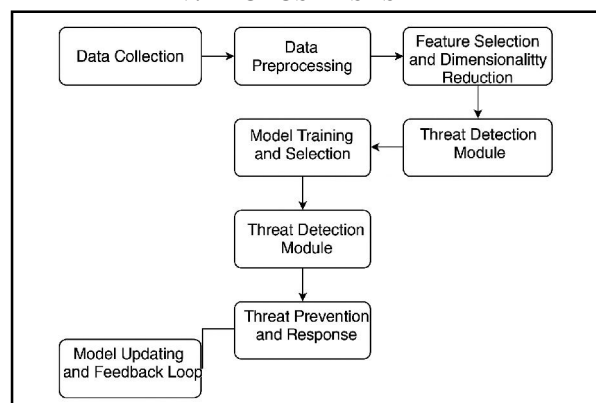 Data Collection
Data
Preprocessing
Feature Selection
and Dimensionalitty
Reduction
Threat Detection
Module
Model Training
and Selection
Threat Detection
Module
Threat Prevention
and Response
Model Updating
and Feedback Loop